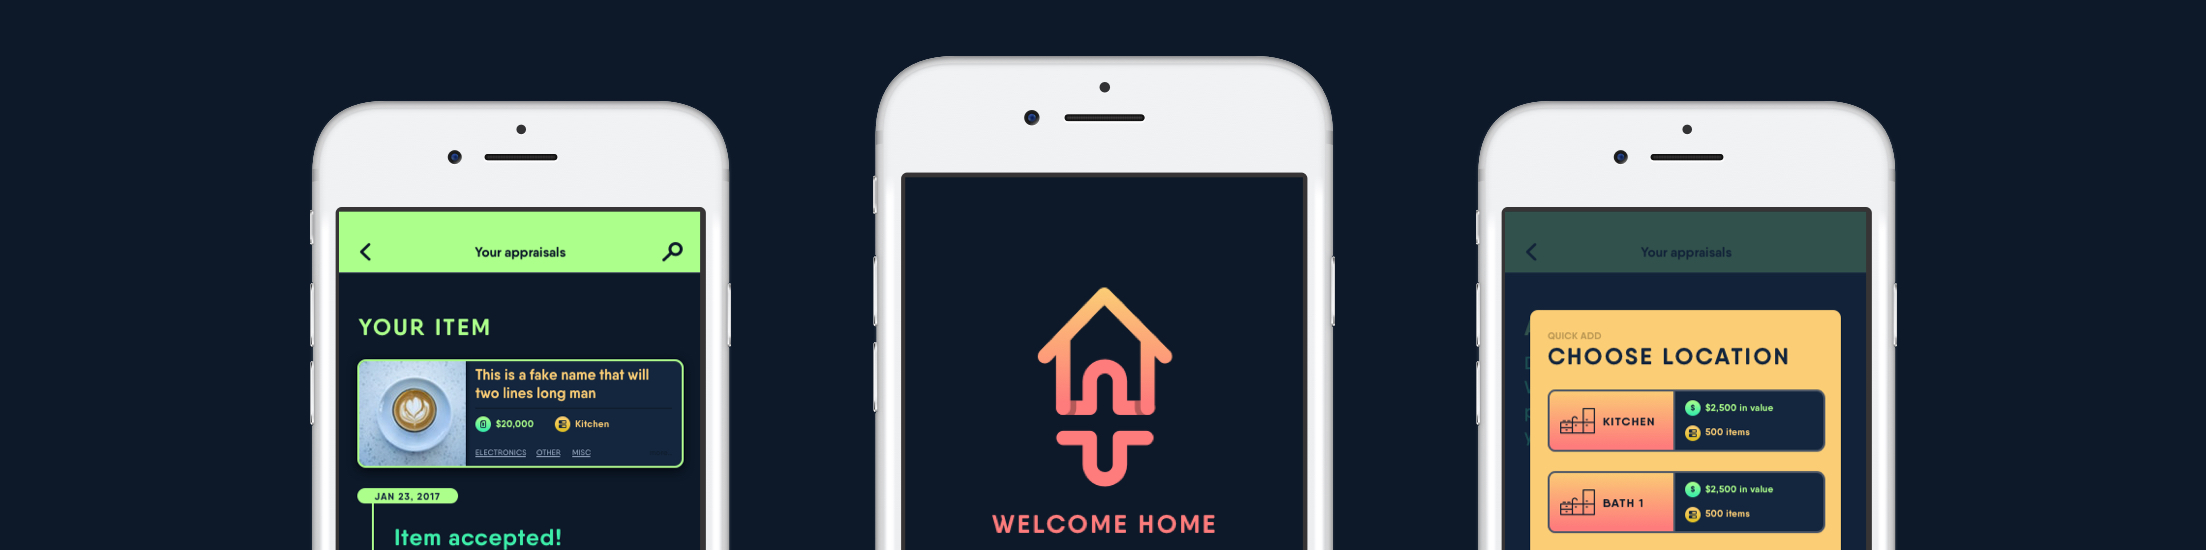 Your appraisals
YOUR ITEM
This is a fake name that will
two lines long man
$20,000
Kitchen
ELECTRONICS OTHER MISC
JAN 23, 2017
Item accepted!
WELCOME HOME
Your appraisals
QUICK ADD
CHOOSE LOCATION
KITCHEN
$2,500 in value
500 items
BATH 1
$2,500 in value
500 items